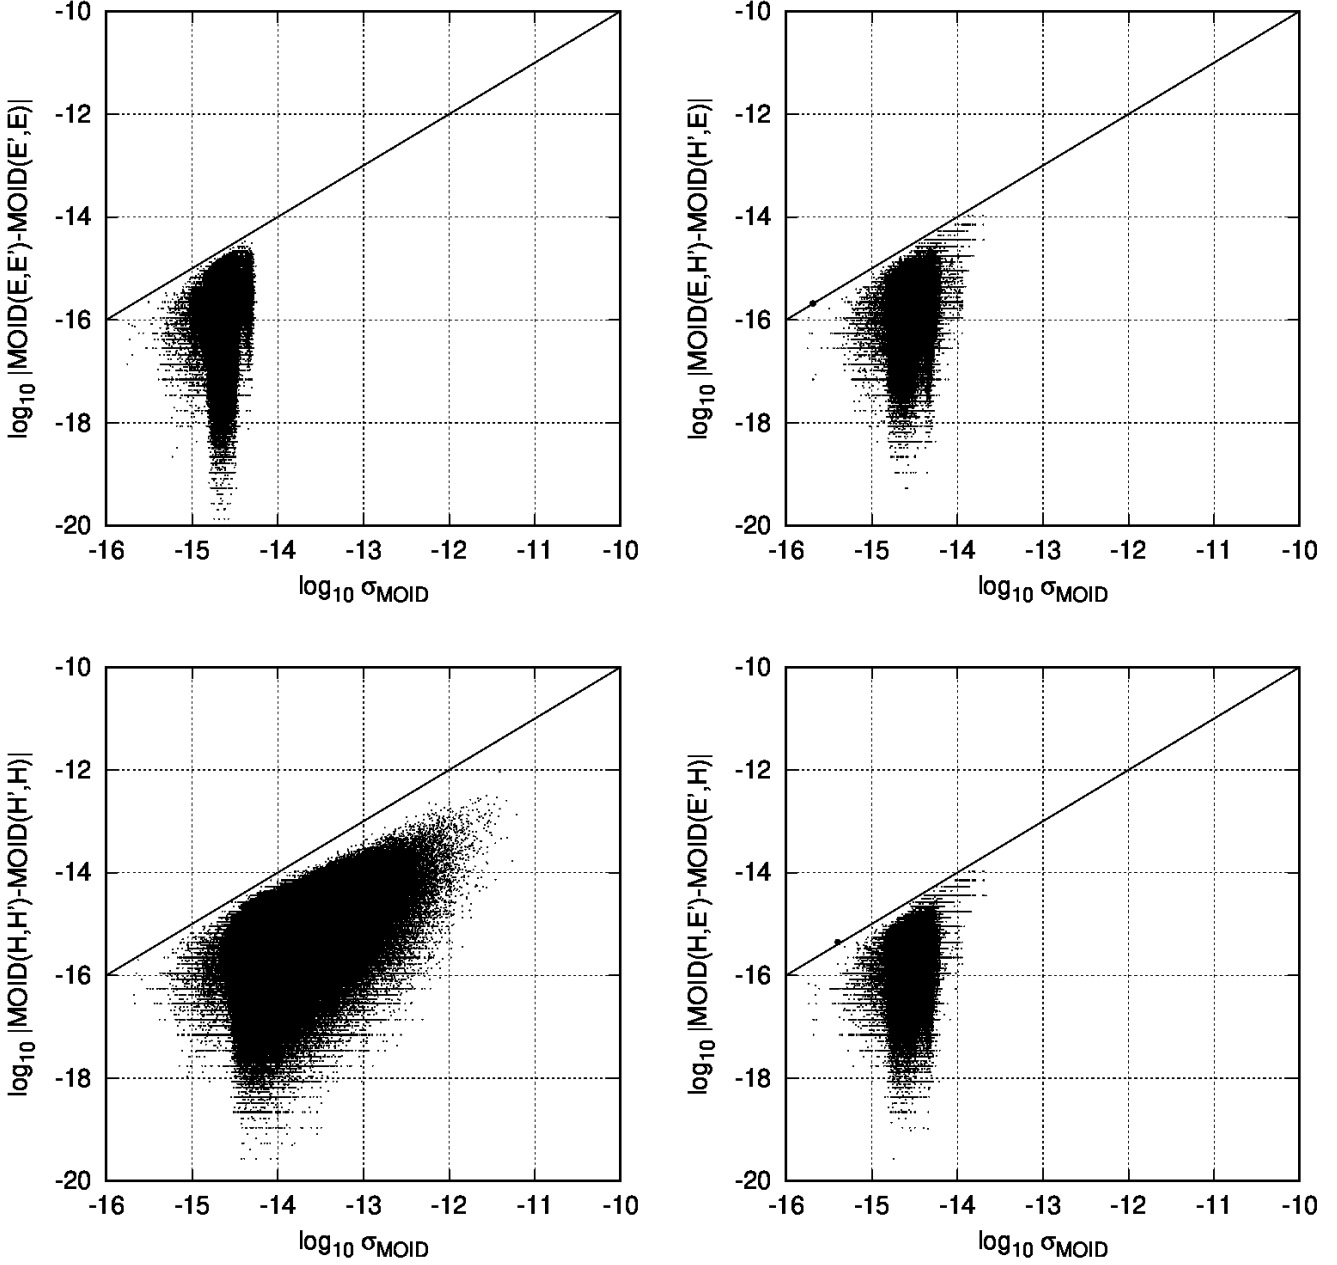 log10 |MOID(E,E')-MOID(E',E)|
-10
-12
-14
-16
-18
-20
-16 -15 -14 -13 -12 -11 -10
log10 σMOID
log10 |MOID(E,H')-MOID(H',E)|
-10
-12
-14
-16
-18
-20
-16 -15 -14 -13 -12 -11 -10
log10 σMOID
log10 |MOID(H,H')-MOID(H',H)|
-10
-12
-14
-16
-18
-20
-16 -15 -14 -13 -12 -11 -10
log10 σMOID
log10 |MOID(H,E')-MOID(E',H)|
-10
-12
-14
-16
-18
-20
-16 -15 -14 -13 -12 -11 -10
log10 σMOID